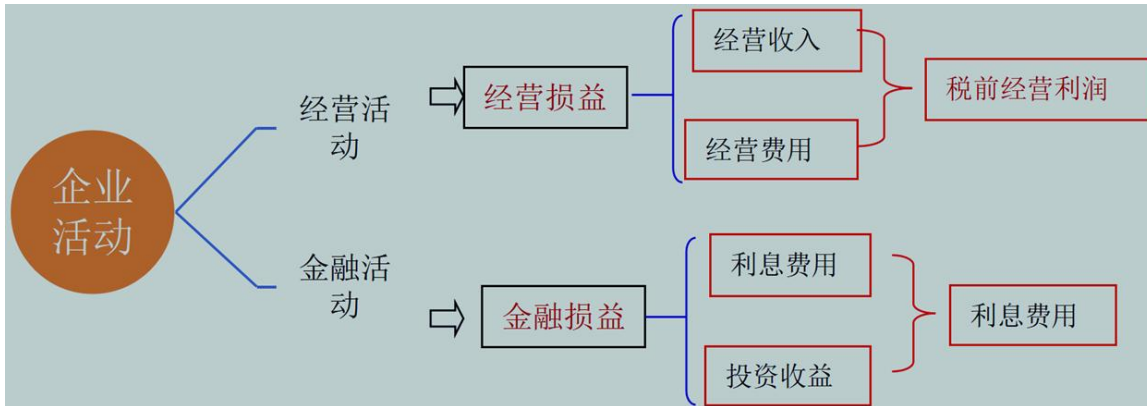 企业
活动
经营活
动
经营损益
经营收入
经营费用
税前经营利润
金融活
动
金融损益
利息费用
投资收益
利息费用